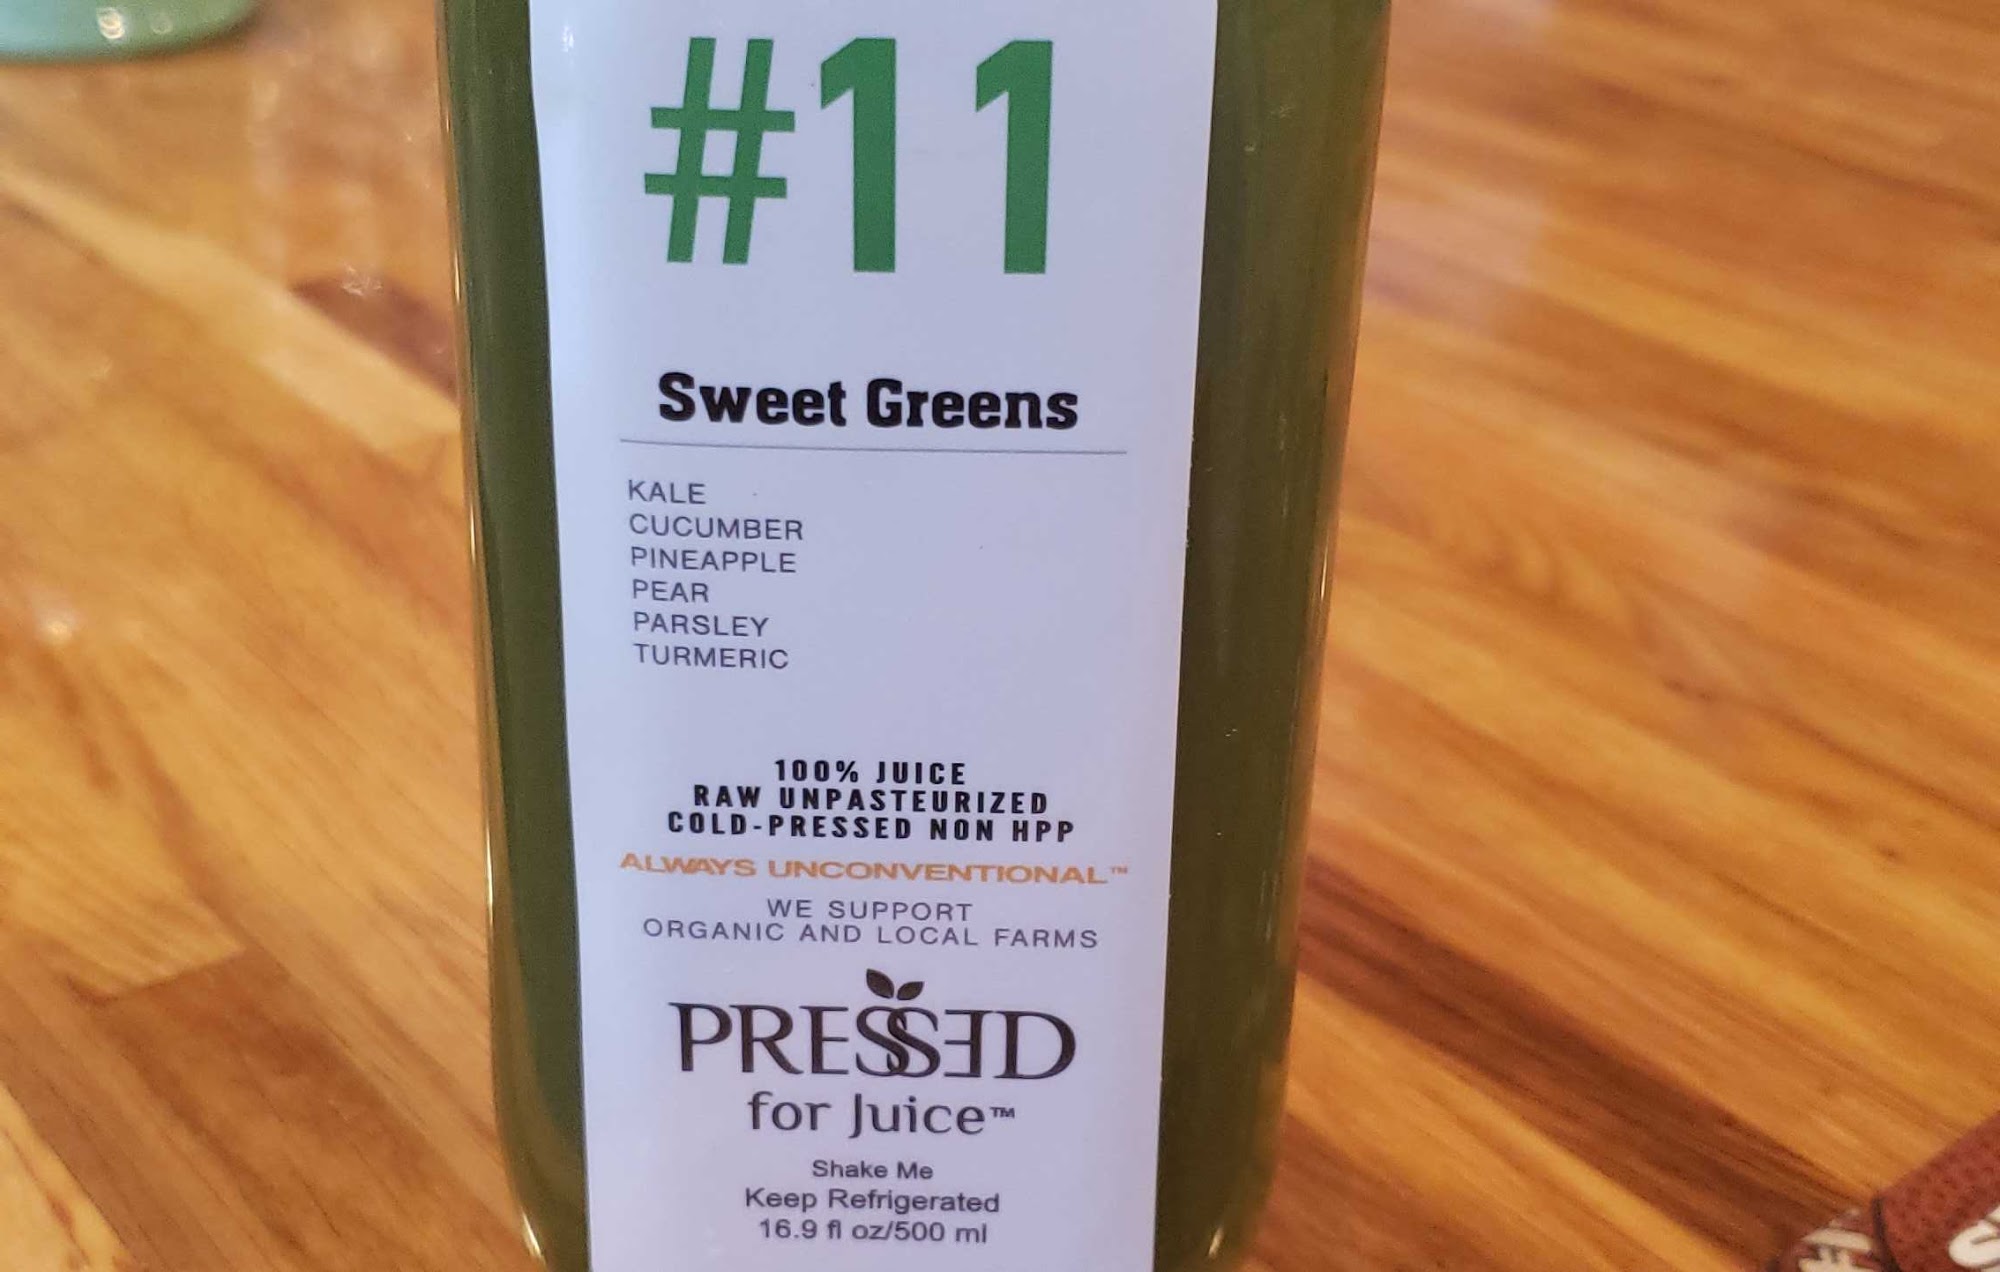 #11
Sweet Greens
KALE
CUCUMBER
PINEAPPLE
PEAR
PARSLEY
TURMERIC
100% JUICE
RAW UNPASTEURIZED
COLD-PRESSED NON HPP
ALWAYS UNCONVENTIONAL™
WE SUPPORT
ORGANIC AND LOCAL FARMS
PRESSED
for Juice™
Shake Me
Keep Refrigerated
16.9 fl oz/500 ml